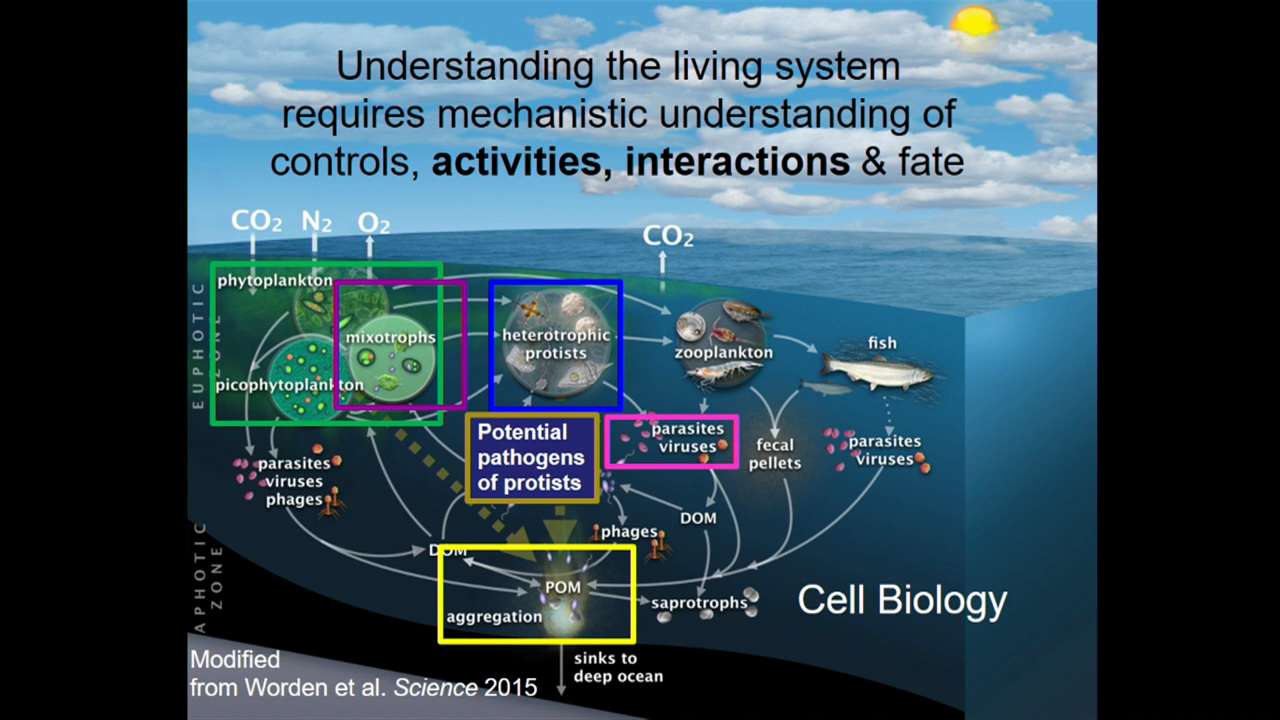 Understanding the living system
requires mechanistic understanding of
controls, activities, interactions & fate
CO₂ N₂ O₂
CO₂
EUPHOTIC
ZONE
phytoplankton
mixotrophs
picophytoplankton
heterotrophic
protists
zooplankton
fish
Potential
pathogens
of protists
parasites
viruses
fecal
pellets
parasites
viruses
parasites
viruses
phages
DOM
phages
DOM
APHOTIC
ZONE
POM
aggregation
saprotrophs
Cell Biology
sinks to
deep ocean
Modified
from Worden et al. Science 2015